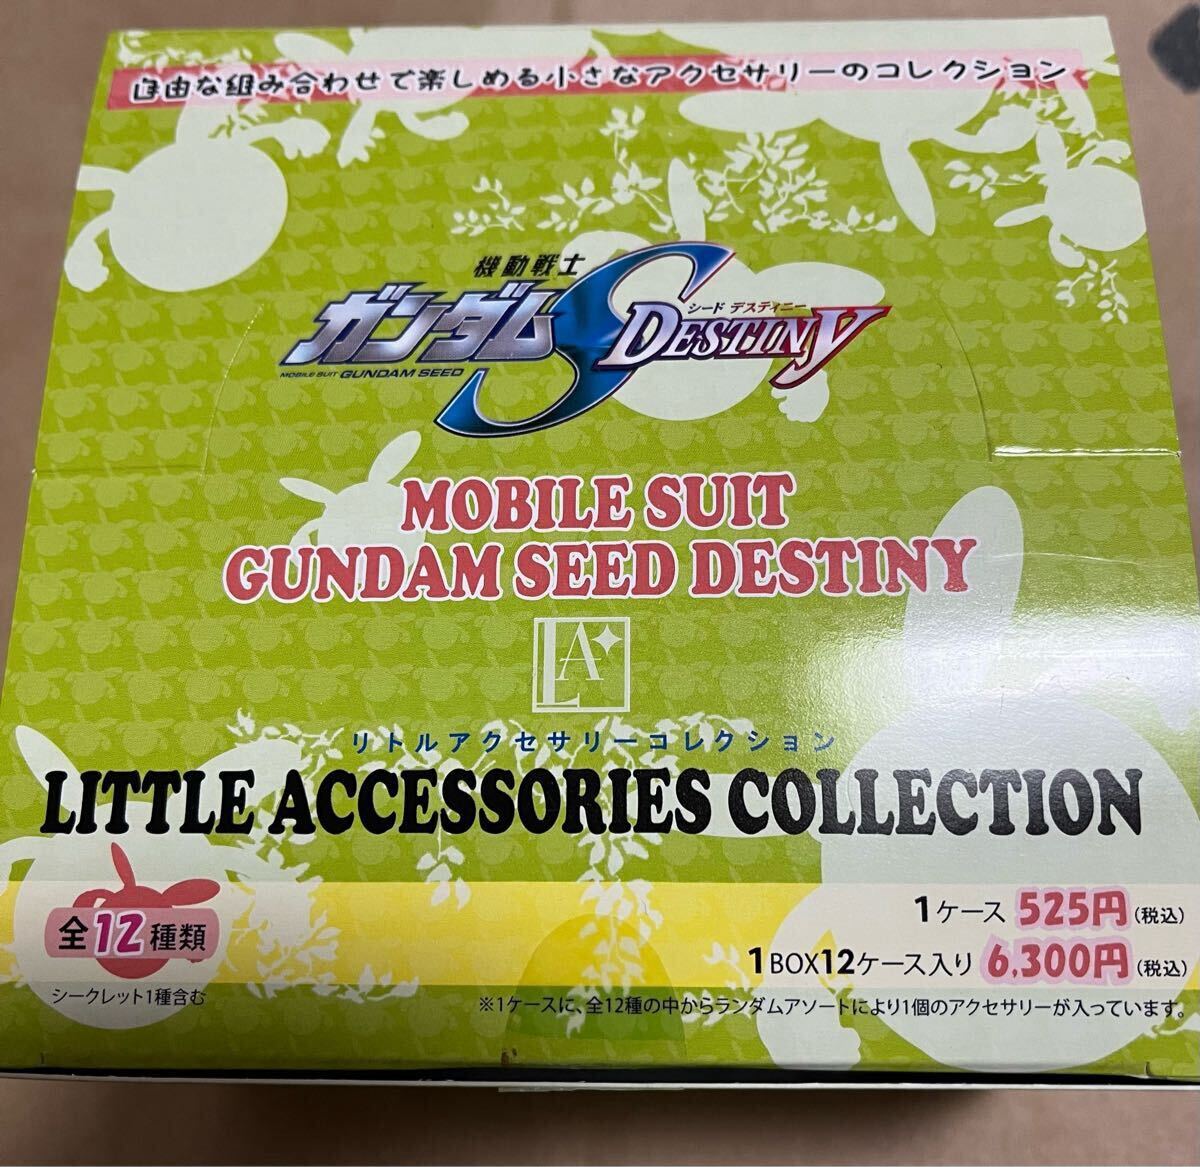 自由な組み合わせで楽しめる小さなアクセサリーのコレクション
機動戦士
ガンダムS
シード デスティニー
DESTINY
MOBILE SUIT GUNDAM SEED
MOBILE SUIT
GUNDAM SEED DESTINY
LA
リトルアクセサリーコレクション
LITTLE ACCESSORIES COLLECTION
全12種類
シークレット1種含む
1ケース 525円(税込)
1BOX12ケース入り 6,300円(税込)
※1ケースに、全12種の中からランダムアソートにより1個のアクセサリーが入っています。